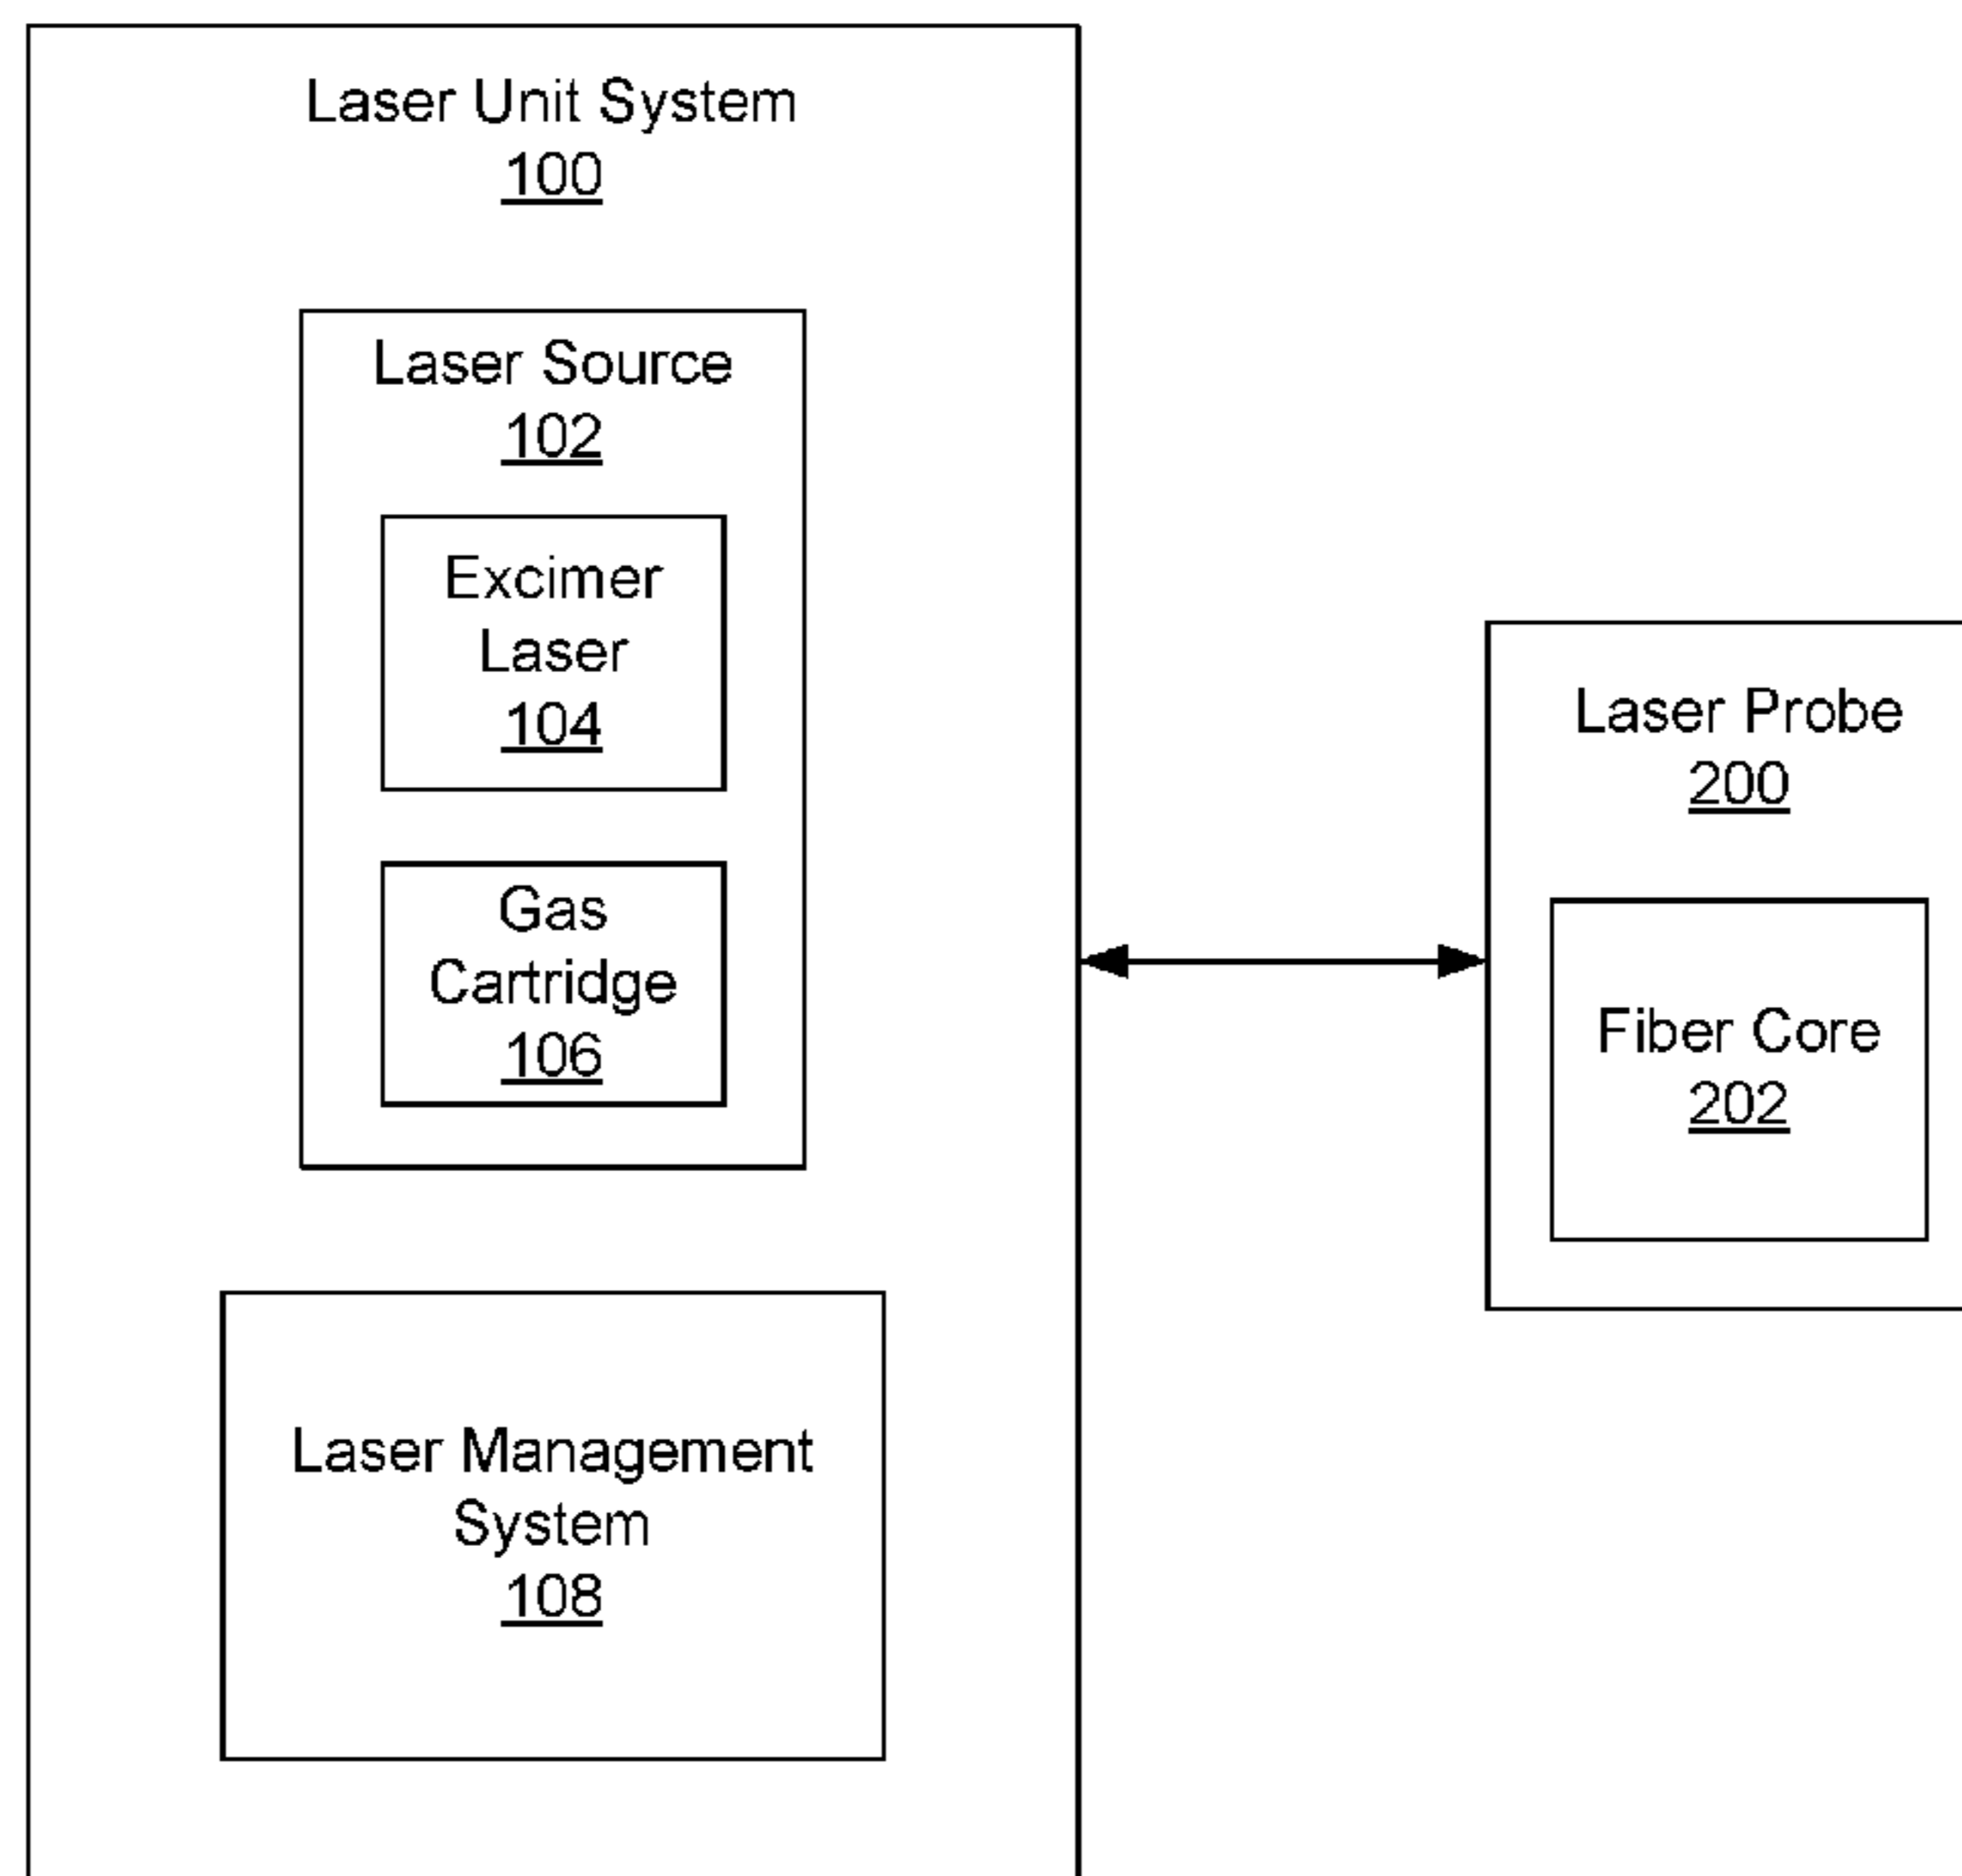 Laser Unit System
100
Laser Source
102
Excimer
Laser
104
Gas
Cartridge
106
Laser Management
System
108
Laser Probe
200
Fiber Core
202